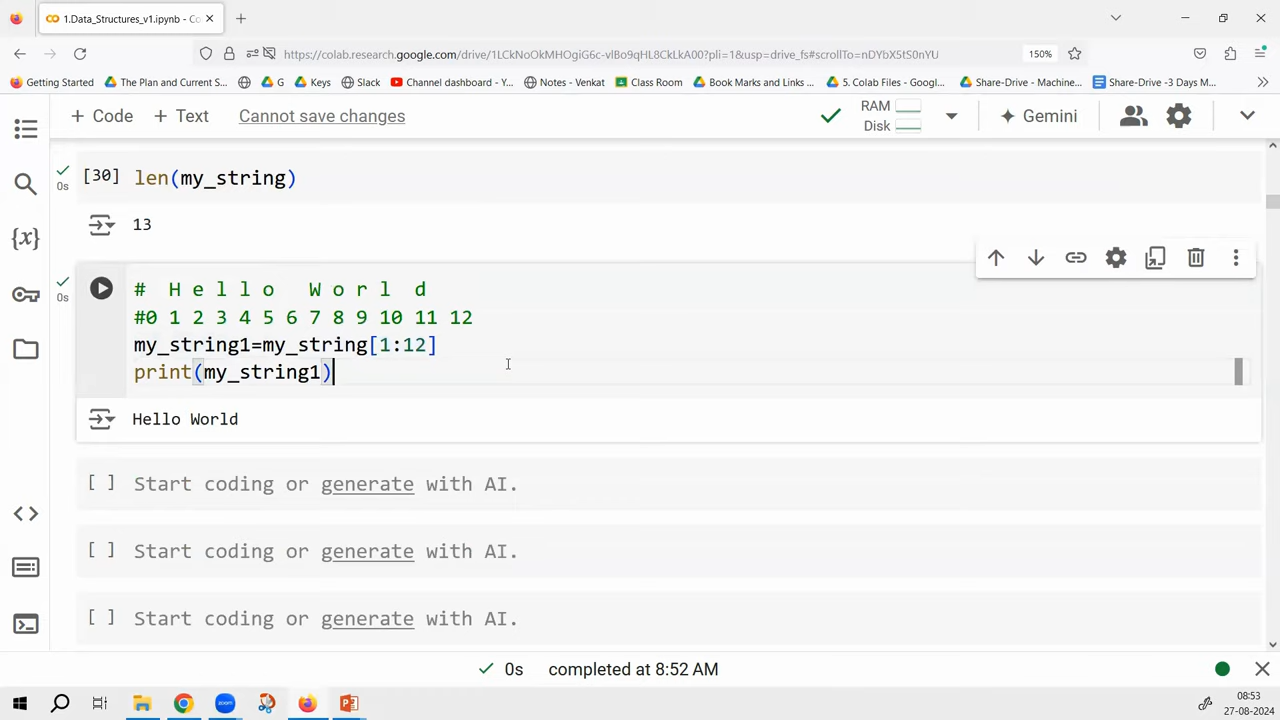 1.Data_Structures_v1.ipynb - Co
https://colab.research.google.com/drive/1LCkNoOkMHOgiG6c-vlBo9qHL8CkLkA00?pli=1&usp=drive_fs#scrollTo=nDYbX5tS0nYU
150%
Getting Started
The Plan and Current S...
G
Keys
Slack
Channel dashboard - Y...
Notes - Venkat
Class Room
Book Marks and Links ...
5. Colab Files - Googl...
Share-Drive - Machine...
Share-Drive -3 Days M...
+ Code
+ Text
Cannot save changes
RAM
Disk
Gemini
[30] len(my_string)
0s
13
0s
#  H e l l o   W o r l  d
#0 1 2 3 4 5 6 7 8 9 10 11 12
my_string1=my_string[1:12]
print(my_string1)
Hello World
[ ] Start coding or generate with AI.
[ ] Start coding or generate with AI.
[ ] Start coding or generate with AI.
0s completed at 8:52 AM
zoom
08:53
27-08-2024